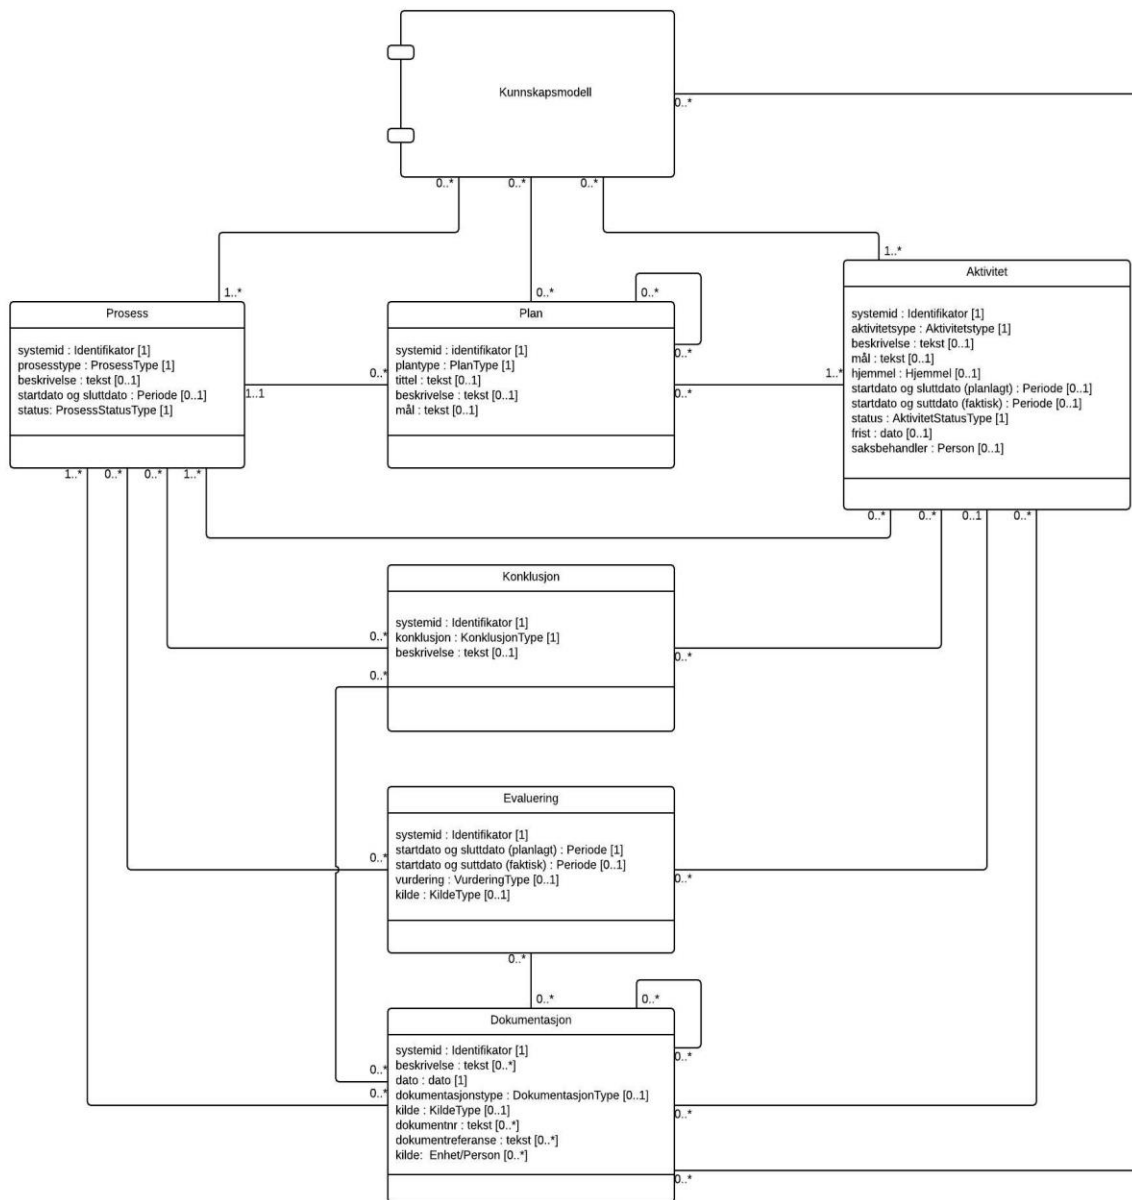 Kunnskapsmodell
0..*
0..* 0..* 0..*
1..* 0..* 0..* 1..*
Prosess
systemid : Identifikator [1]
prosesstype : ProsessType [1]
beskrivelse : tekst [0..1]
startdato og sluttdato : Periode [0..1]
status: ProsessStatusType [1]
Plan
systemid : identifikator [1]
plantype : PlanType [1]
tittel : tekst [0..1]
beskrivelse : tekst [0..1]
mål : tekst [0..1]
0..*
0..*
1..1
0..*
1..*
Aktivitet
systemid : Identifikator [1]
aktivitetsype : Aktivitetstype [1]
beskrivelse : tekst [0..1]
mål : tekst [0..1]
hjemmel : Hjemmel [0..1]
startdato og sluttdato (planlagt) : Periode [0..1]
startdato og suttdato (faktisk) : Periode [0..1]
status : AktivitetStatusType [1]
frist : dato [0..1]
saksbehandler : Person [0..1]
1..* 0..* 0..* 1..*
0..* 0..* 0..1 0..*
Konklusjon
systemid : Identifikator [1]
konklusjon : KonklusjonType [1]
beskrivelse : tekst [0..1]
0..*
0..*
0..*
Evaluering
systemid : Identifikator [1]
startdato og sluttdato (planlagt) : Periode [1]
startdato og suttdato (faktisk) : Periode [0..1]
vurdering : VurderingType [0..1]
kilde : KildeType [0..1]
0..*
0..*
0..*
0..* 0..*
Dokumentasjon
systemid : Identifikator [1]
beskrivelse : tekst [0..*]
dato : dato [1]
dokumentasjonstype : DokumentasjonType [0..1]
kilde : KildeType [0..1]
dokumentnr : tekst [0..*]
dokumentreferanse : tekst [0..*]
kilde: Enhet/Person [0..*]
0..*
0..*
0..*
0..*
0..*